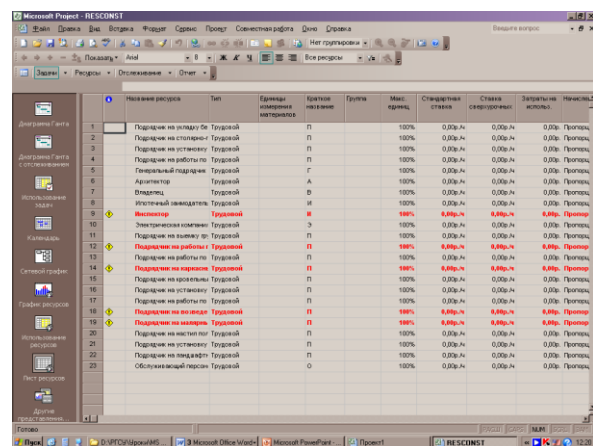 Microsoft Project - RESCONST
Файл Правка Вид Вставка Формат Сервис Проект Совместная работа Окно Справка Введите вопрос
Нет группировки
Показать Arial 8 Ж К Ч Все ресурсы
Задачи Ресурсы Отслеживание Отчет
Название ресурса Тип Единицы измерения материалов Краткое название Группа Макс. единиц Стандартная ставка Ставка сверхурочных Затраты на использ. Начислен
1 Подрядчик на укладку бе Трудовой П 100% 0,00р./ч 0,00р./ч 0,00р. Пропорц
2 Подрядчик на столярно-г Трудовой П 100% 0,00р./ч 0,00р./ч 0,00р. Пропорц
3 Подрядчик на установку Трудовой П 100% 0,00р./ч 0,00р./ч 0,00р. Пропорц
4 Подрядчик на работы по Трудовой П 100% 0,00р./ч 0,00р./ч 0,00р. Пропорц
5 Генеральный подрядчик Трудовой Г 100% 0,00р./ч 0,00р./ч 0,00р. Пропорц
6 Архитектор Трудовой А 100% 0,00р./ч 0,00р./ч 0,00р. Пропорц
7 Владелец Трудовой В 100% 0,00р./ч 0,00р./ч 0,00р. Пропорц
8 Ипотечный заимодатель Трудовой И 100% 0,00р./ч 0,00р./ч 0,00р. Пропорц
9 Инспектор Трудовой И 100% 0,00р./ч 0,00р./ч 0,00р. Пропор
10 Электрическая компани Трудовой Э 100% 0,00р./ч 0,00р./ч 0,00р. Пропорц
11 Подрядчик на выемку гр Трудовой П 100% 0,00р./ч 0,00р./ч 0,00р. Пропорц
12 Подрядчик на работы г Трудовой П 100% 0,00р./ч 0,00р./ч 0,00р. Пропор
13 Подрядчик на работы по Трудовой П 100% 0,00р./ч 0,00р./ч 0,00р. Пропорц
14 Подрядчик на каркасн Трудовой П 100% 0,00р./ч 0,00р./ч 0,00р. Пропор
15 Подрядчик на кровельны Трудовой П 100% 0,00р./ч 0,00р./ч 0,00р. Пропорц
16 Подрядчик на установку Трудовой П 100% 0,00р./ч 0,00р./ч 0,00р. Пропорц
17 Подрядчик на работы по Трудовой П 100% 0,00р./ч 0,00р./ч 0,00р. Пропорц
18 Подрядчик на возведе Трудовой П 100% 0,00р./ч 0,00р./ч 0,00р. Пропор
19 Подрядчик на малярны Трудовой П 100% 0,00р./ч 0,00р./ч 0,00р. Пропор
20 Подрядчик на настил пог Трудовой П 100% 0,00р./ч 0,00р./ч 0,00р. Пропорц
21 Подрядчик на установку Трудовой П 100% 0,00р./ч 0,00р./ч 0,00р. Пропорц
22 Подрядчик на ландшафтн Трудовой П 100% 0,00р./ч 0,00р./ч 0,00р. Пропорц
23 Обслуживающий персон Трудовой О 100% 0,00р./ч 0,00р./ч 0,00р. Пропорц
Диаграмма Ганта
Диаграмма Ганта
с отслеживанием
Использование
задач
Календарь
Сетевой график
График ресурсов
Использование
ресурсов
Лист ресурсов
Другие
представления...
Готово NUM
Пуск 3 Microsoft Office Word Microsoft PowerPoint - ... Проект1 RESCONST 12:20